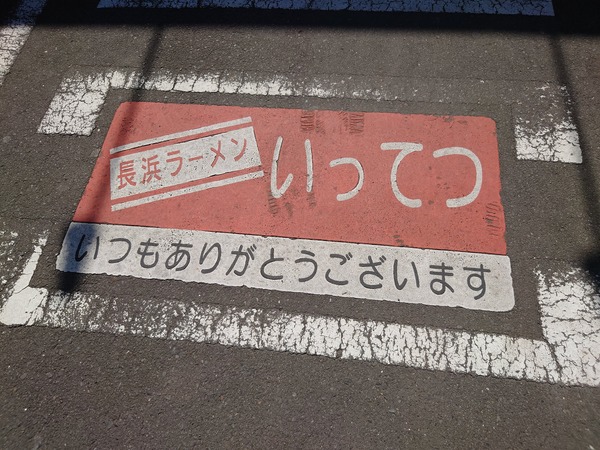 長浜ラーメン いってつ
いつもありがとうございます